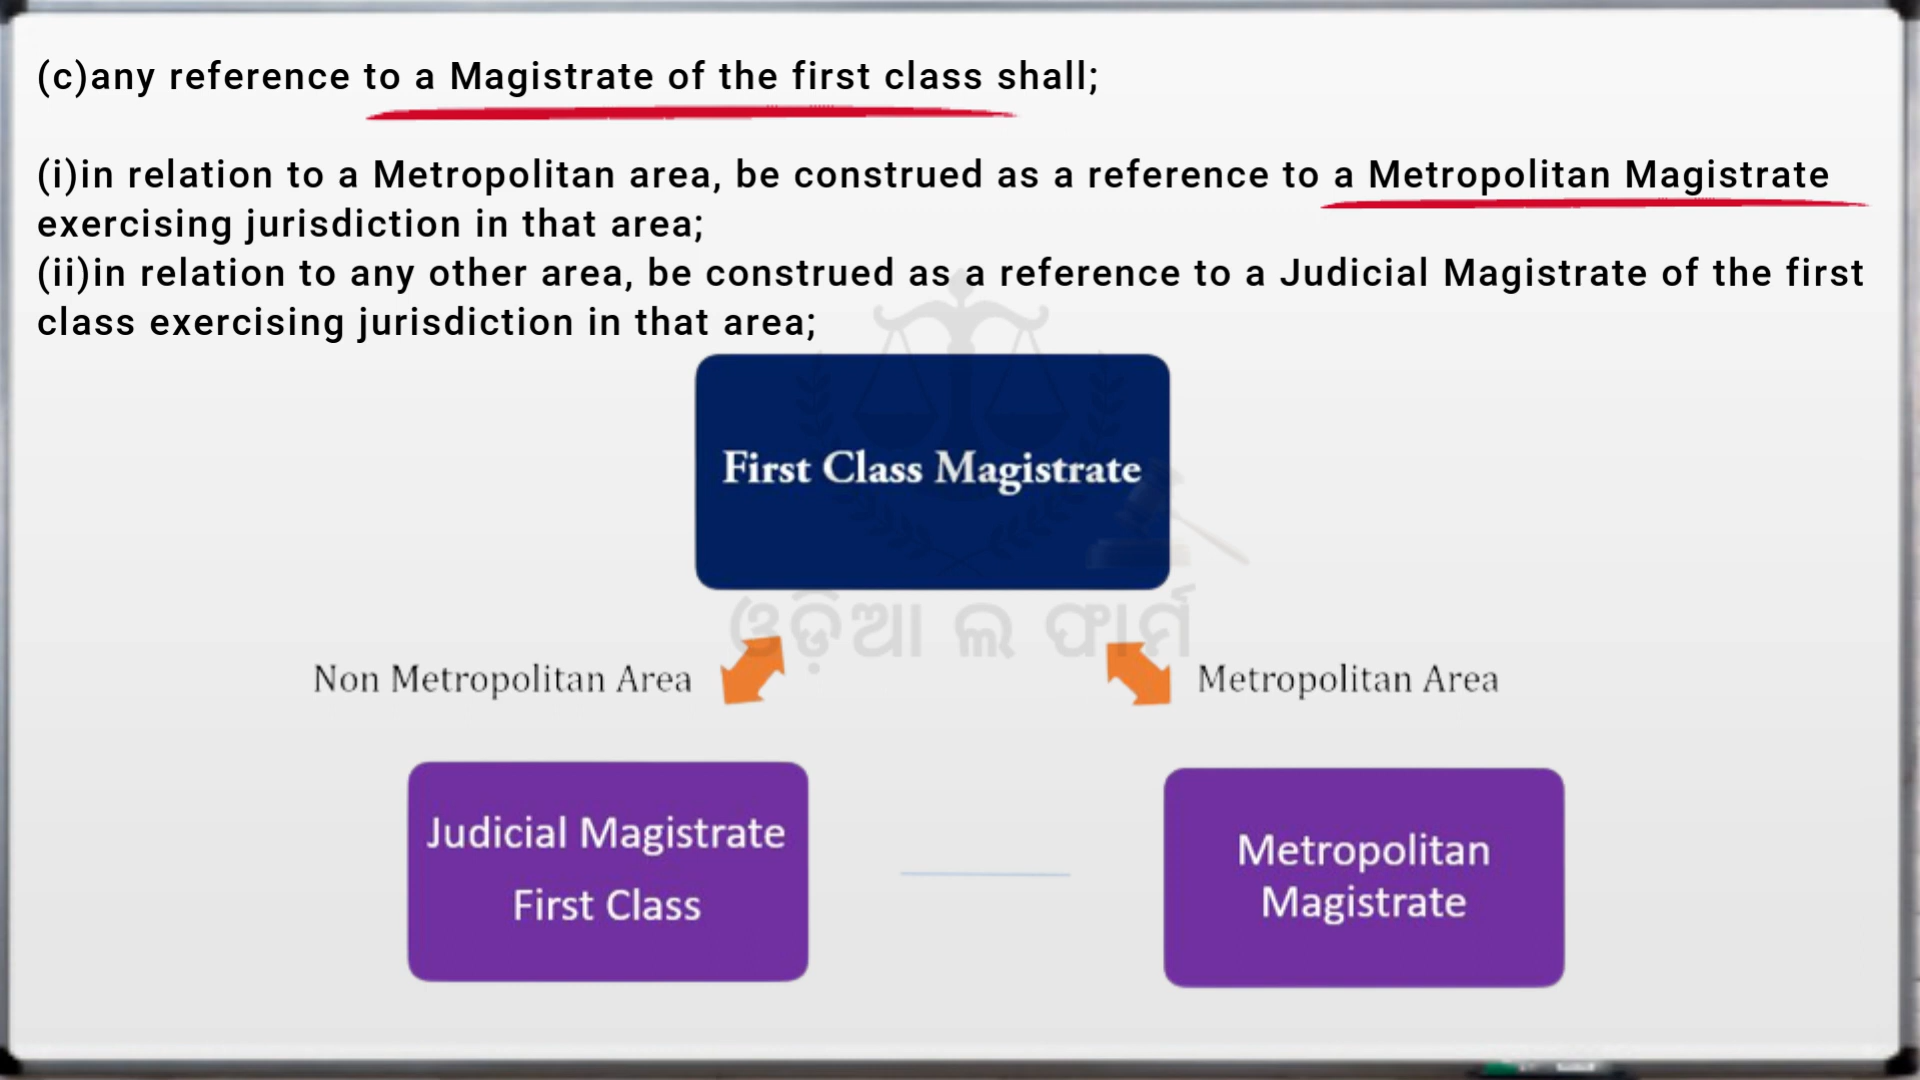 (c)any reference to a Magistrate of the first class shall;
(i)in relation to a Metropolitan area, be construed as a reference to a Metropolitan Magistrate
exercising jurisdiction in that area;
(ii)in relation to any other area, be construed as a reference to a Judicial Magistrate of the first
class exercising jurisdiction in that area;
First Class Magistrate
ଓଡ଼ିଆ ଲ ଫାର୍ମ
Non Metropolitan Area
Metropolitan Area
Judicial Magistrate
First Class
Metropolitan
Magistrate